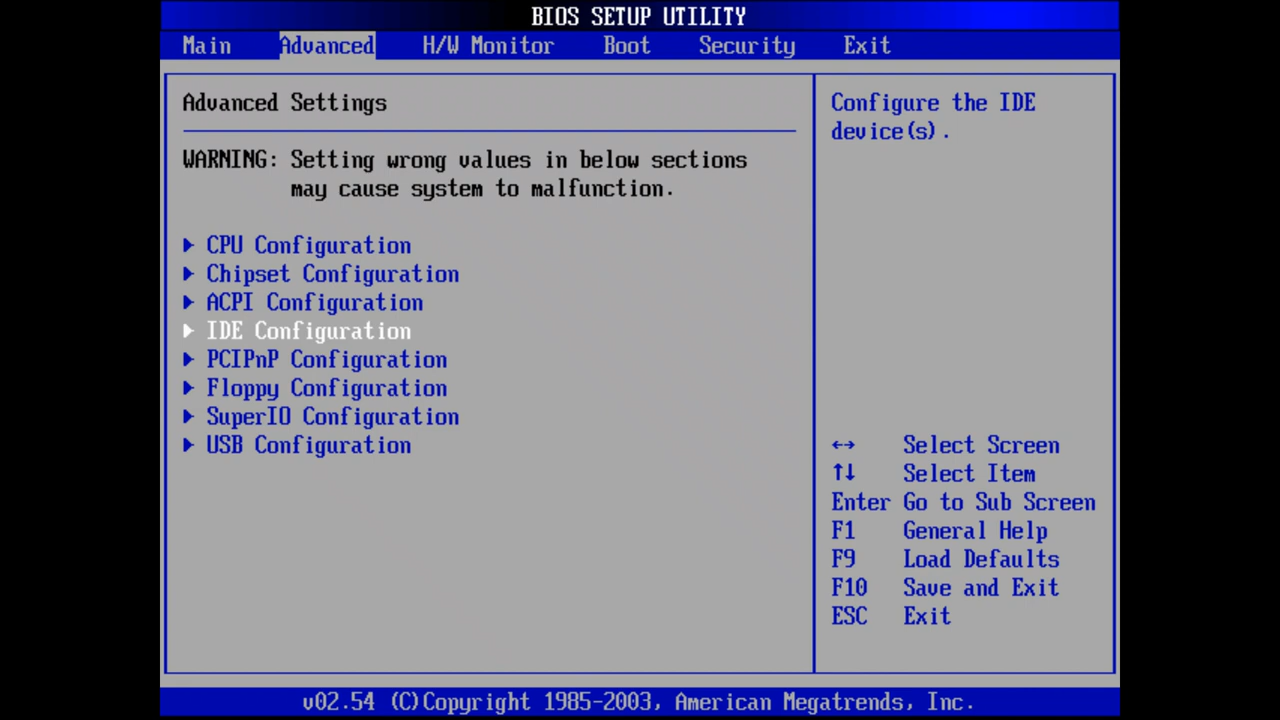 BIOS SETUP UTILITY
Main Advanced H/W Monitor Boot Security Exit
Advanced Settings
WARNING: Setting wrong values in below sections
may cause system to malfunction.
CPU Configuration
Chipset Configuration
ACPI Configuration
IDE Configuration
PCIPnP Configuration
Floppy Configuration
SuperIO Configuration
USB Configuration
Configure the IDE
device(s).
↔ Select Screen
↑↓ Select Item
Enter Go to Sub Screen
F1 General Help
F9 Load Defaults
F10 Save and Exit
ESC Exit
v02.54 (C)Copyright 1985-2003, American Megatrends, Inc.